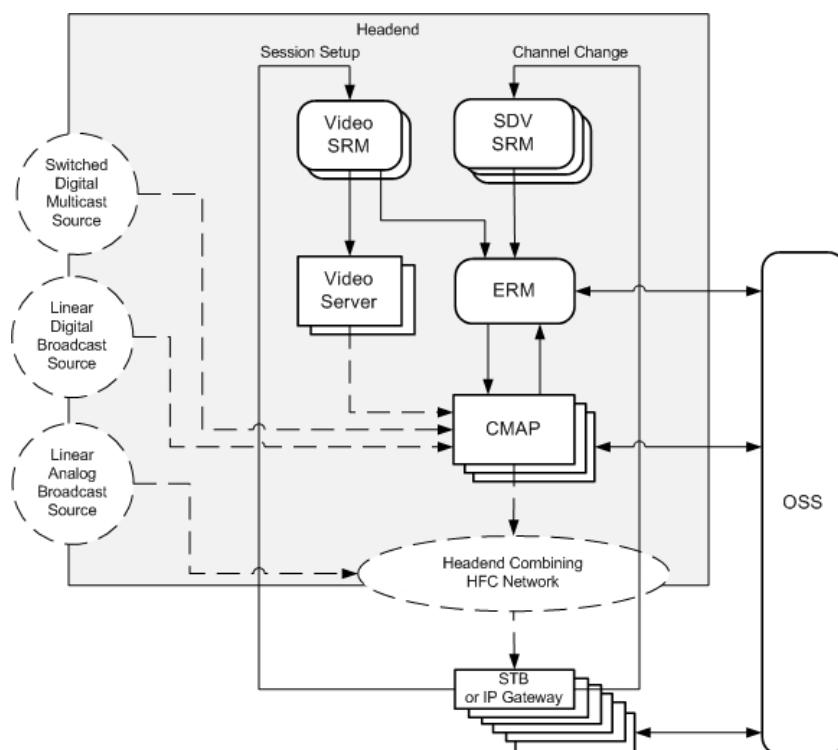 Headend
Session Setup
Channel Change
Video
SRM
SDV
SRM
Switched
Digital
Multicast
Source
Video
Server
ERM
Linear
Digital
Broadcast
Source
CMAP
Linear
Analog
Broadcast
Source
OSS
Headend Combining
HFC Network
STB
or IP Gateway